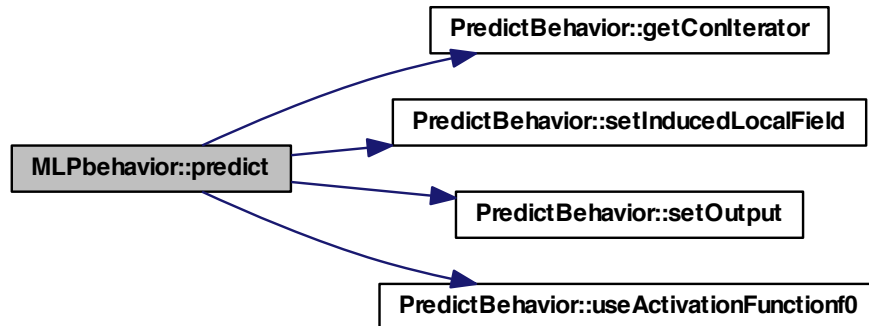 PredictBehavior::getConIterator
PredictBehavior::setInducedLocalField
MLPbehavior::predict
PredictBehavior::setOutput
PredictBehavior::useActivationFunctionf0